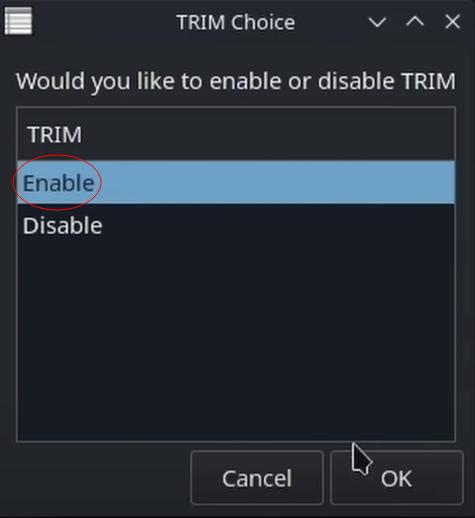 TRIM Choice
Would you like to enable or disable TRIM
TRIM
Enable
Disable
Cancel
OK